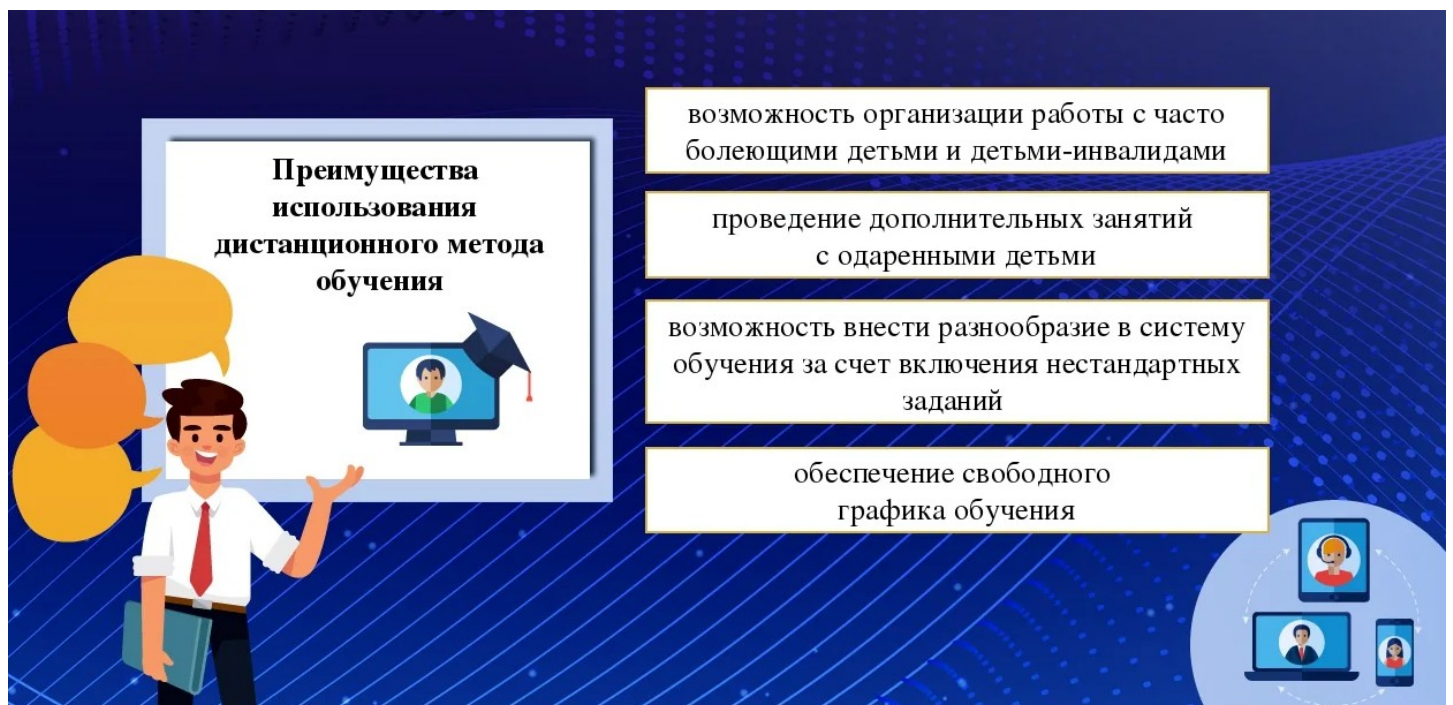 Преимущества
использования
дистанционного метода
обучения
возможность организации работы с часто
болеющими детьми и детьми-инвалидами
проведение дополнительных занятий
с одаренными детьми
возможность внести разнообразие в систему
обучения за счет включения нестандартных
заданий
обеспечение свободного
графика обучения